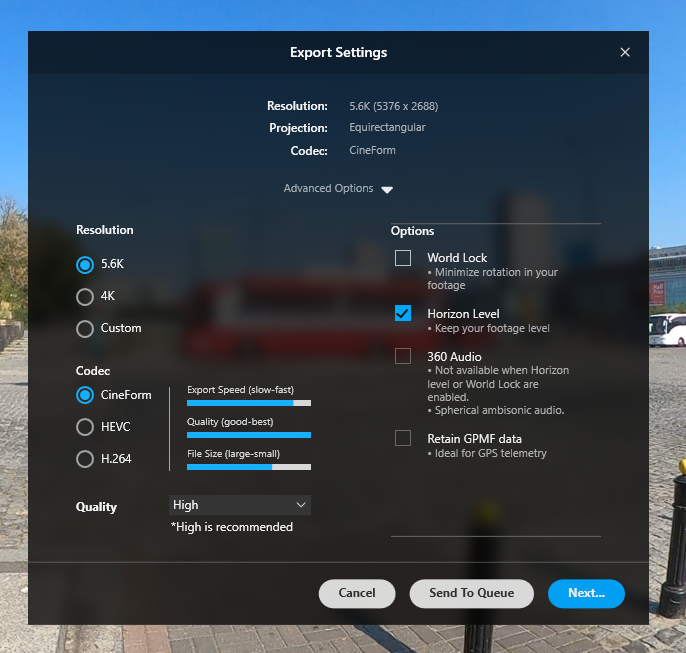 Export Settings
Resolution: 5.6K (5376 x 2688)
Projection: Equirectangular
Codec: CineForm
Advanced Options
Resolution
5.6K
4K
Custom
Codec
CineForm
HEVC
H.264
Export Speed (slow-fast)
Quality (good-best)
File Size (large-small)
Quality
High
*High is recommended
Options
World Lock
• Minimize rotation in your
footage
Horizon Level
• Keep your footage level
360 Audio
• Not available when Horizon
level or World Lock are
enabled.
• Spherical ambisonic audio.
Retain GPMF data
• Ideal for GPS telemetry
Cancel
Send To Queue
Next...